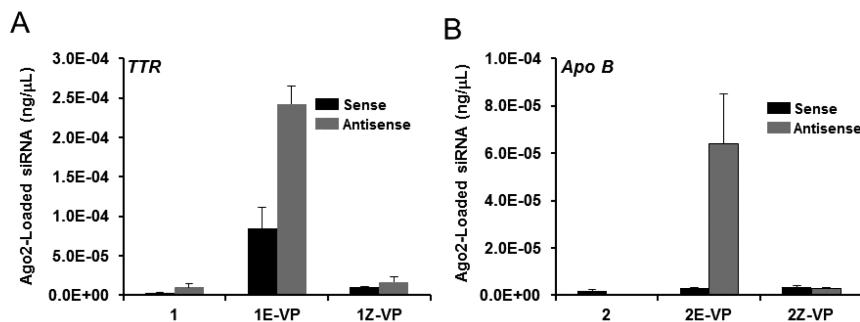 A
TTR
Ago2-Loaded siRNA (ng/µL)
3.0E-04
2.5E-04
2.0E-04
1.5E-04
1.0E-04
5.0E-05
0.0E+00
Sense
Antisense
1
1E-VP
1Z-VP
B
Apo B
Ago2-Loaded siRNA (ng/µL)
1.0E-04
8.0E-05
6.0E-05
4.0E-05
2.0E-05
0.0E+00
Sense
Antisense
2
2E-VP
2Z-VP